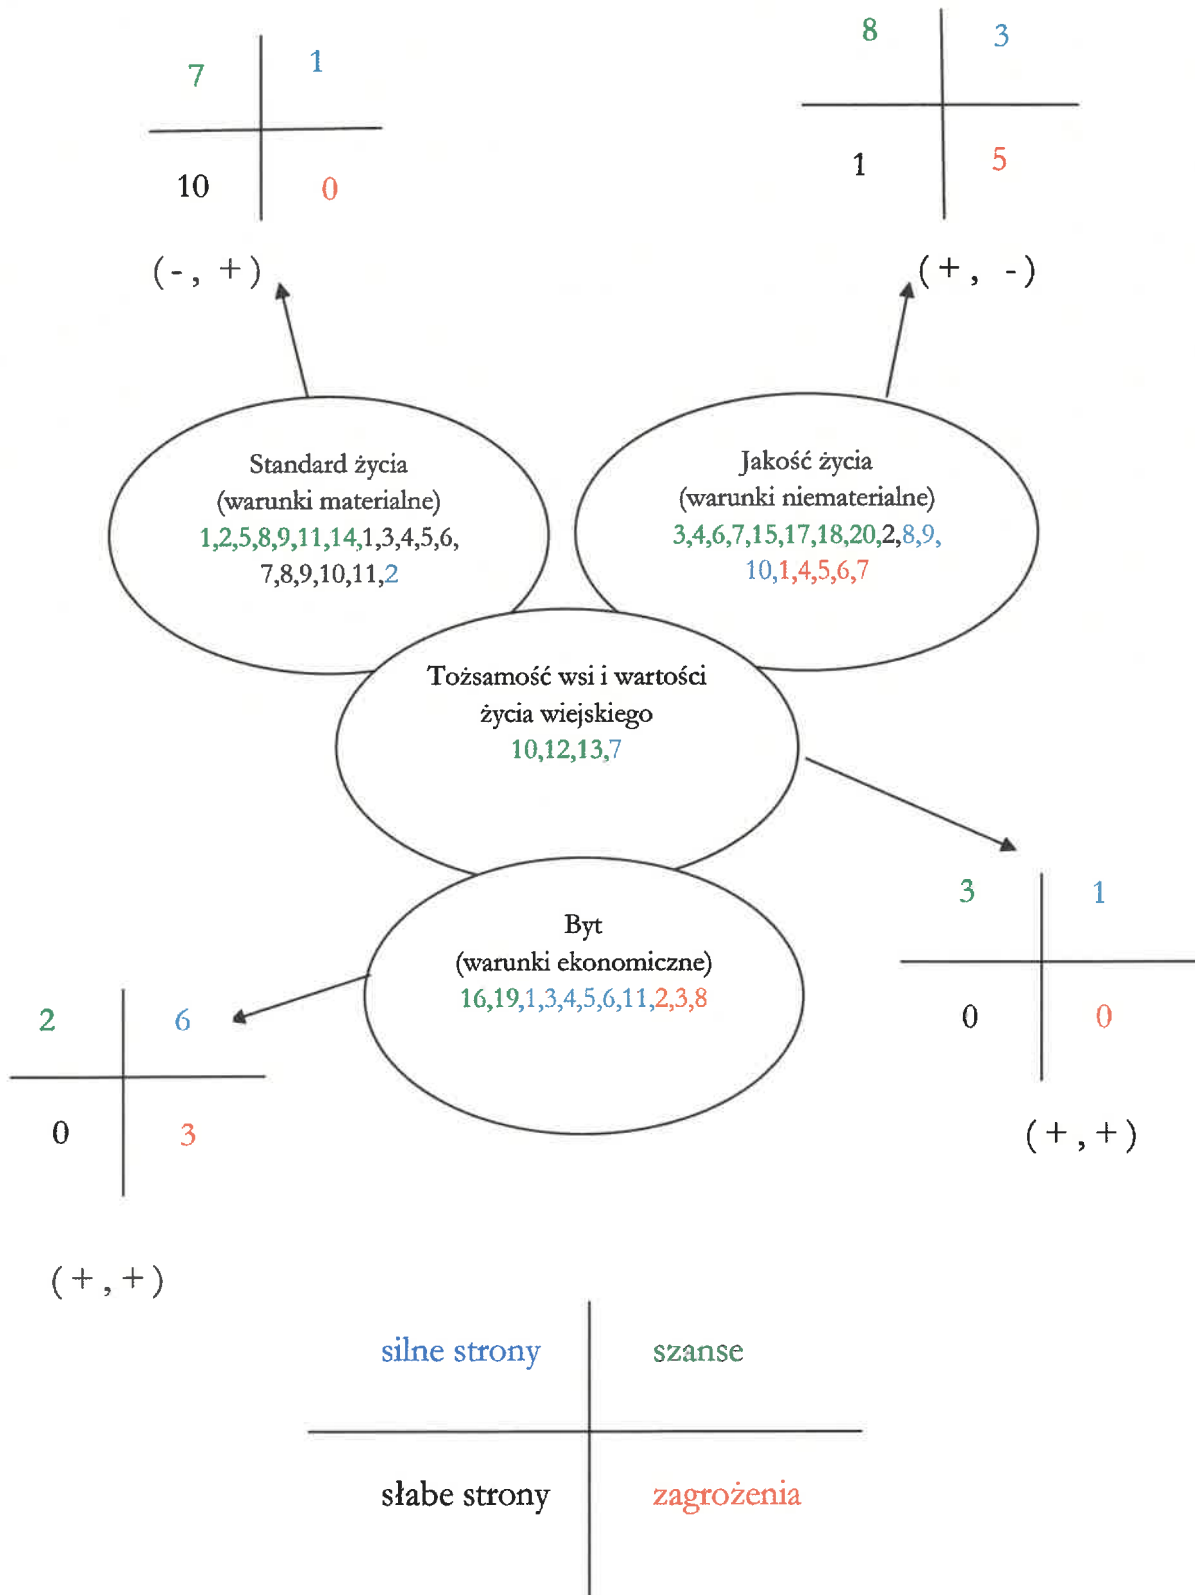 7 1
10 0
(-, +)
8 3
1 5
(+, -)
Standard życia
(warunki materialne)
1,2,5,8,9,11,14,1,3,4,5,6,
7,8,9,10,11,2
Jakość życia
(warunki niematerialne)
3,4,6,7,15,17,18,20,2,8,9,
10,1,4,5,6,7
Tożsamość wsi i wartości
życia wiejskiego
10,12,13,7
3 1
0 0
(+,+)
Byt
(warunki ekonomiczne)
16,19,1,3,4,5,6,11,2,3,8
2 6
0 3
(+,+)
silne strony szanse
słabe strony zagrożenia